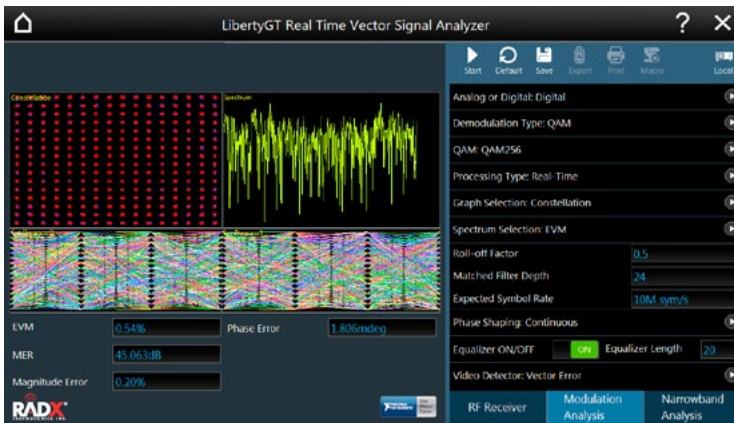 LibertyGT Real Time Vector Signal Analyzer
?
Start Default Save Export Print Macro Local
Constellation
Spectrum
Analog or Digital: Digital
Demodulation Type: QAM
QAM: QAM256
Processing Type: Real-Time
Graph Selection: Constellation
Spectrum Selection: EVM
Roll-off Factor 0.5
Matched Filter Depth 24
Expected Symbol Rate 10M sym/s
Phase Shaping: Continuous
Equalizer ON/OFF ON Equalizer Length 20
Video Detector: Vector Error
EVM 0.54% Phase Error 1.806mdeg
MER 45.063dB
Magnitude Error 0.20%
RADX
RF Receiver
Modulation Analysis
Narrowband Analysis